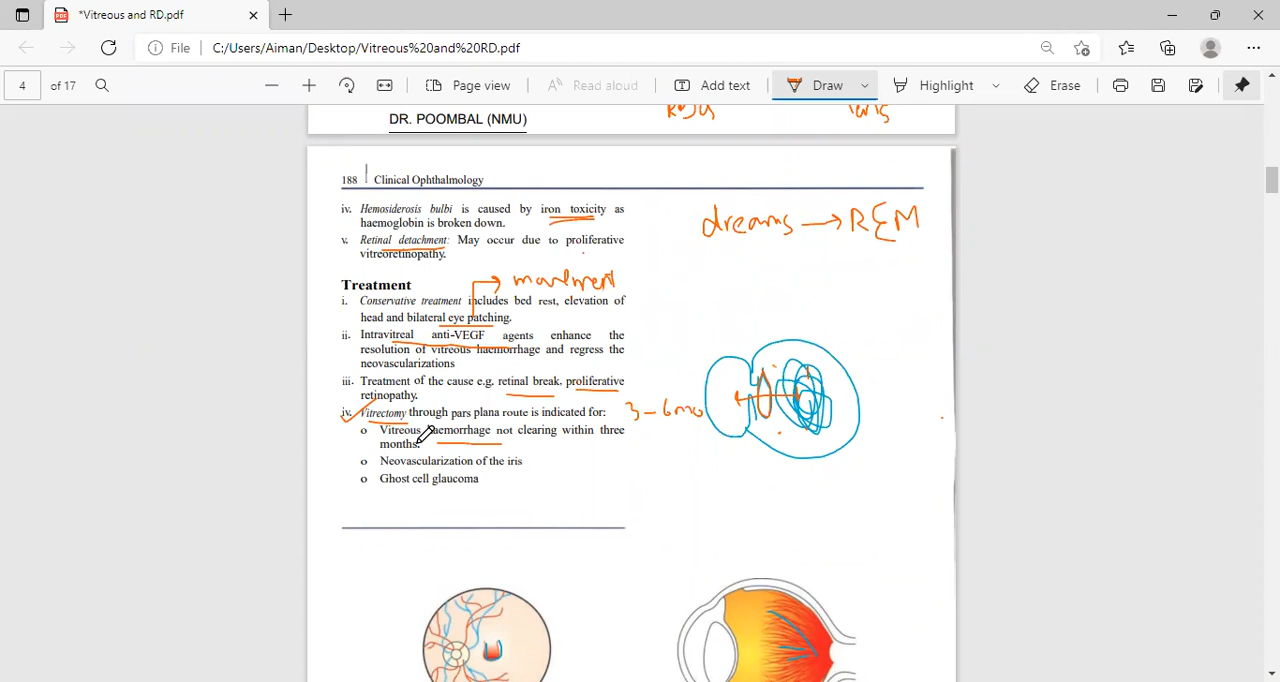 *Vitreous and RD.pdf
File
C:/Users/Aiman/Desktop/Vitreous%20and%20RD.pdf
4 of 17
Page view
Read aloud
Add text
Draw
Highlight
Erase
DR. POOMBAL (NMU)
188 Clinical Ophthalmology
iv. Hemosiderosis bulbi is caused by iron toxicity as
haemoglobin is broken down.
v. Retinal detachment: May occur due to proliferative
vitreoretinopathy.
dreams → REM
Treatment
movement
i. Conservative treatment includes bed rest, elevation of
head and bilateral eye patching.
ii. Intravitreal anti-VEGF agents enhance the
resolution of vitreous haemorrhage and regress the
neovascularizations
iii. Treatment of the cause e.g. retinal break, proliferative
retinopathy.
iv. Vitrectomy through pars plana route is indicated for:
3-6mo
o Vitreous haemorrhage not clearing within three
months.
o Neovascularization of the iris
o Ghost cell glaucoma